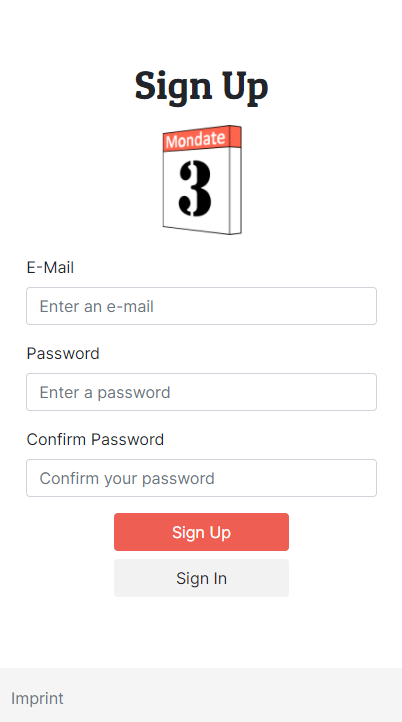 Sign Up
Mondate
3
E-Mail
Enter an e-mail
Password
Enter a password
Confirm Password
Confirm your password
Sign Up
Sign In
Imprint